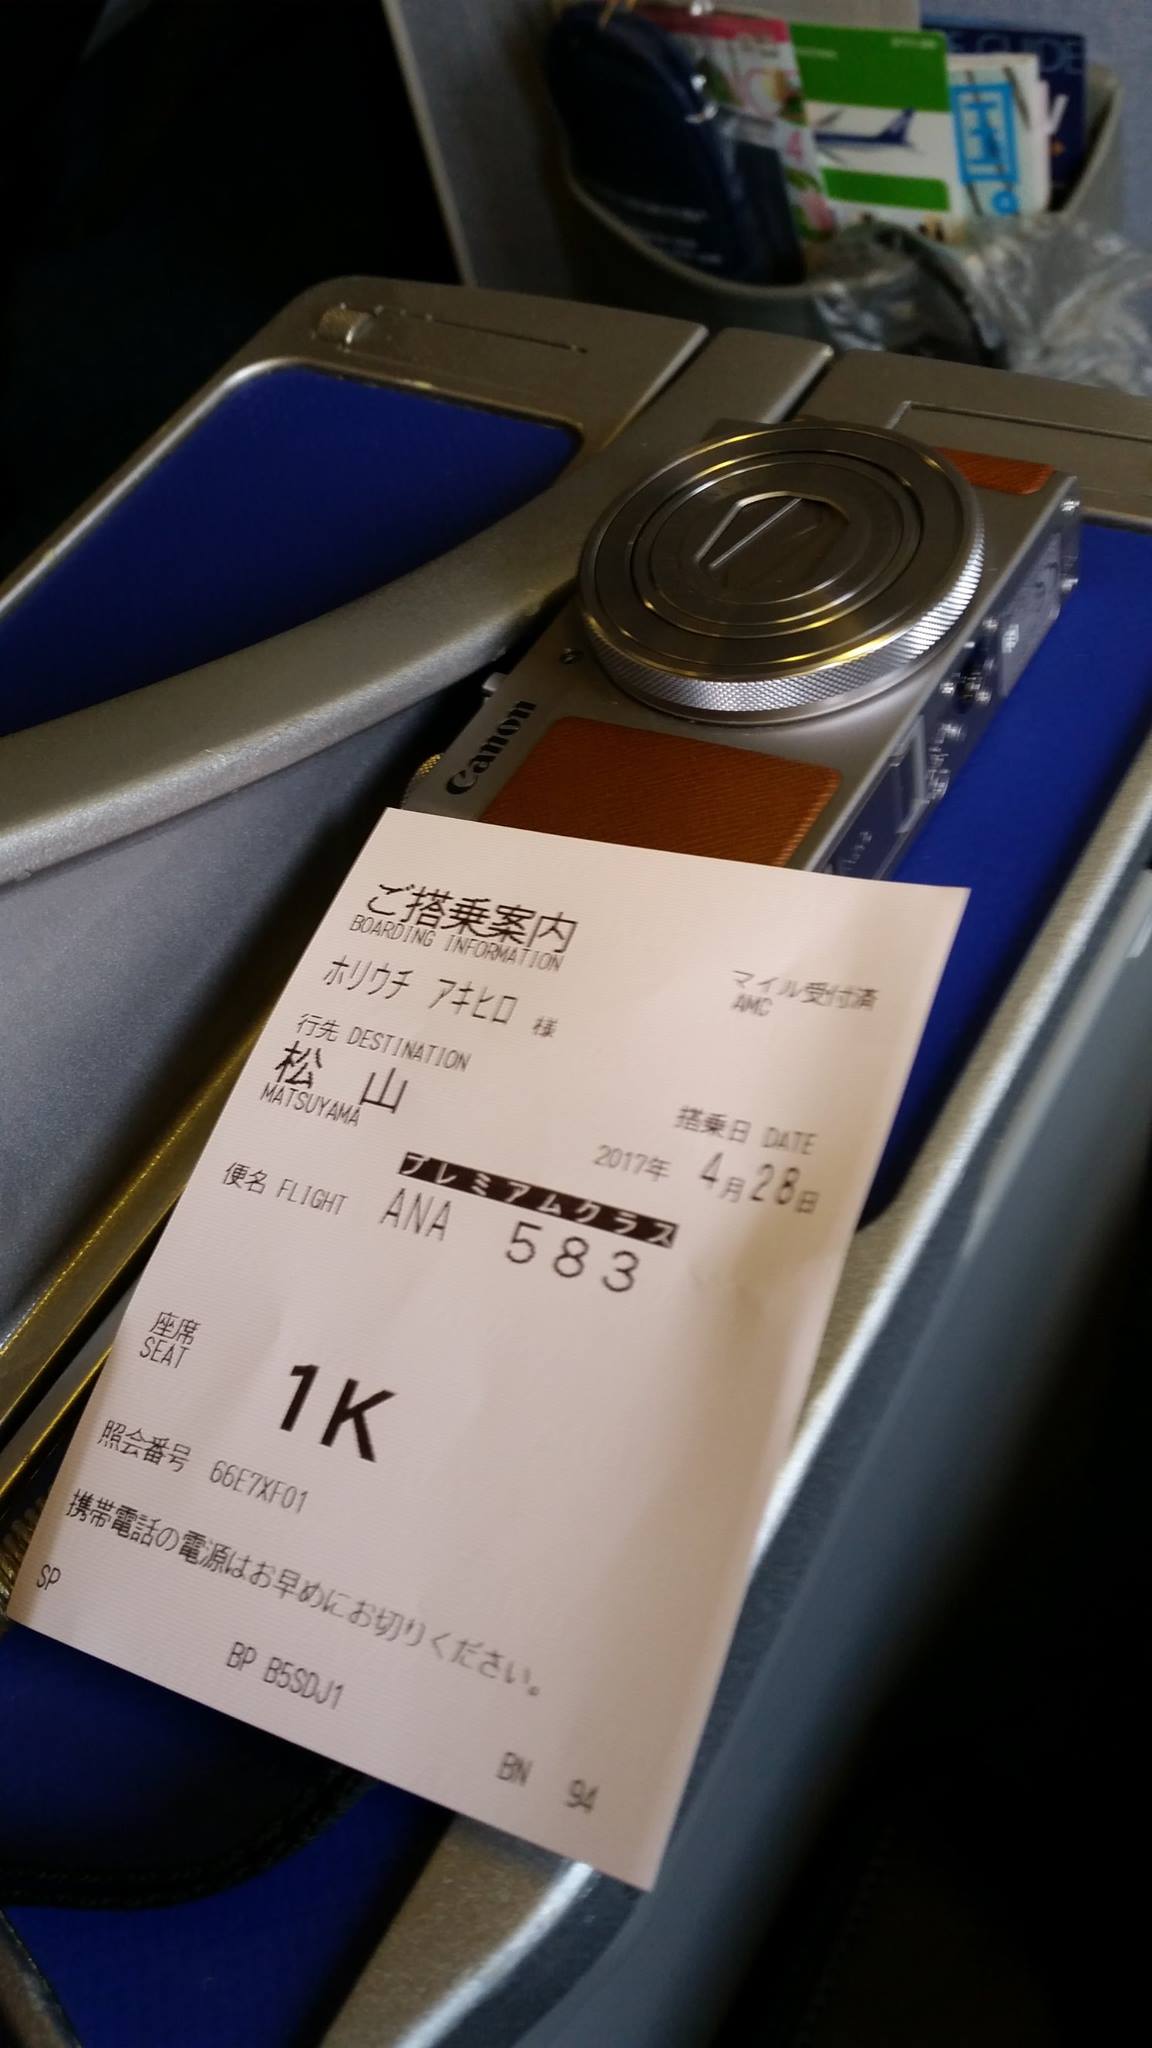 Canon
ご搭乗案内
BOARDING INFORMATION
ホリウチ アキヒロ 様
マイル受付済
AMC
行先 DESTINATION
松 山
MATSUYAMA
搭乗日 DATE
2017年 4月28日
プレミアムクラス
便名 FLIGHT ANA 583
座席
SEAT
1K
照会番号 66E7XF01
携帯電話の電源はお早めにお切りください。
SP
BP B5SDJ1
BN 94